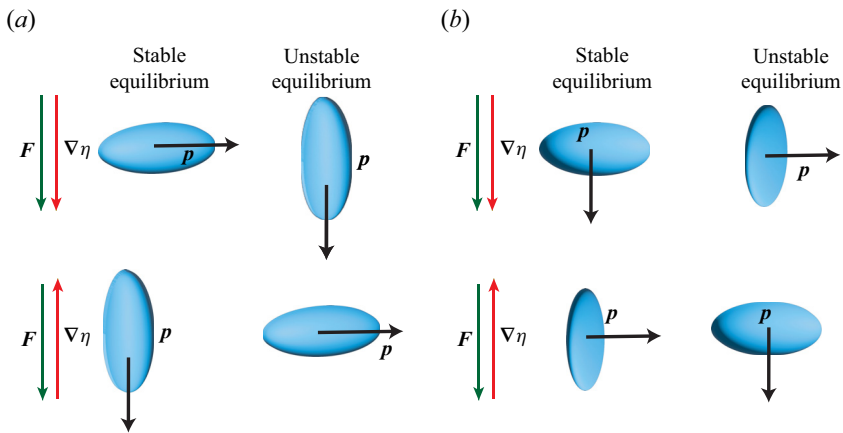 (a)
(b)
Stable
equilibrium
Unstable
equilibrium
Stable
equilibrium
Unstable
equilibrium
F
∇η
p
p
F
∇η
p
p
F
∇η
p
p
F
∇η
p
p